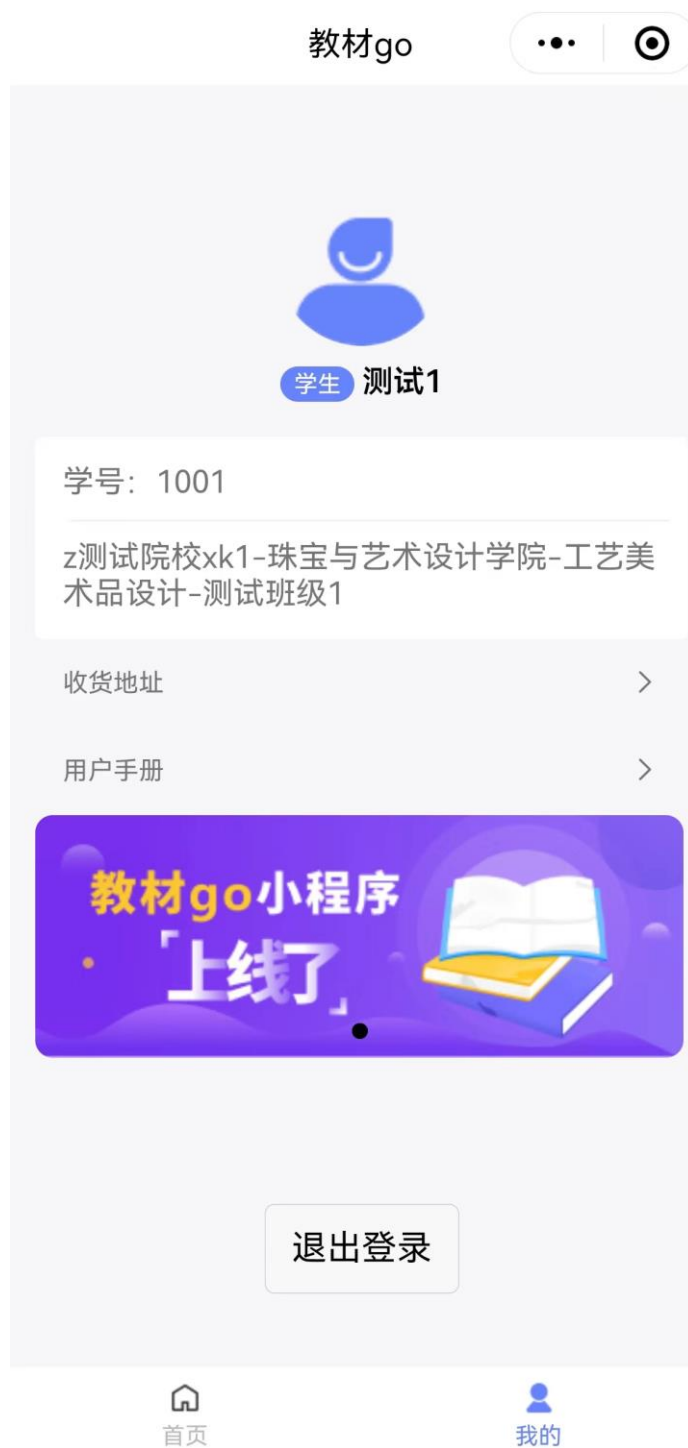 教材go
学生 测试1
学号：1001
z测试院校xk1-珠宝与艺术设计学院-工艺美
术品设计-测试班级1
收货地址
用户手册
教材go小程序
「上线了」
退出登录
首页
我的